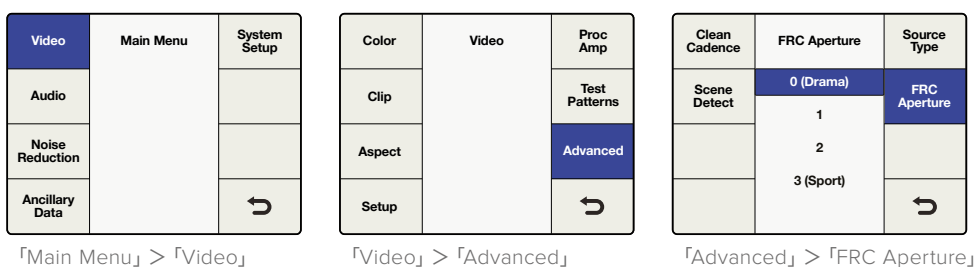 Video
Main Menu
System
Setup
Audio
Noise
Reduction
Ancillary
Data
「Main Menu」 > 「Video」
Color
Video
Proc
Amp
Clip
Test
Patterns
Aspect
Advanced
Setup
「Video」 > 「Advanced」
Clean
Cadence
FRC Aperture
Source
Type
Scene
Detect
0 (Drama)
FRC
Aperture
1
2
3 (Sport)
「Advanced」 > 「FRC Aperture」